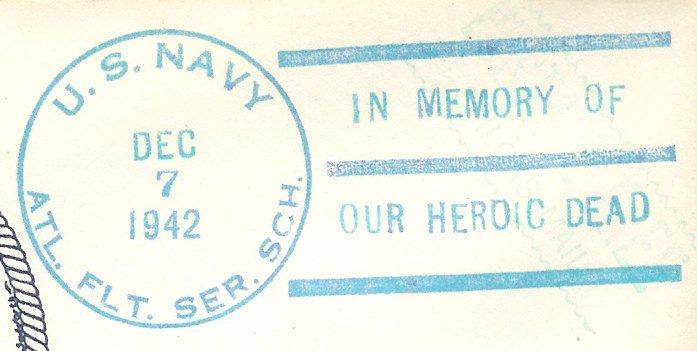 U.S. NAVY
DEC
7
1942
ATL. FLT. SER. SCH.
IN MEMORY OF
OUR HEROIC DEAD